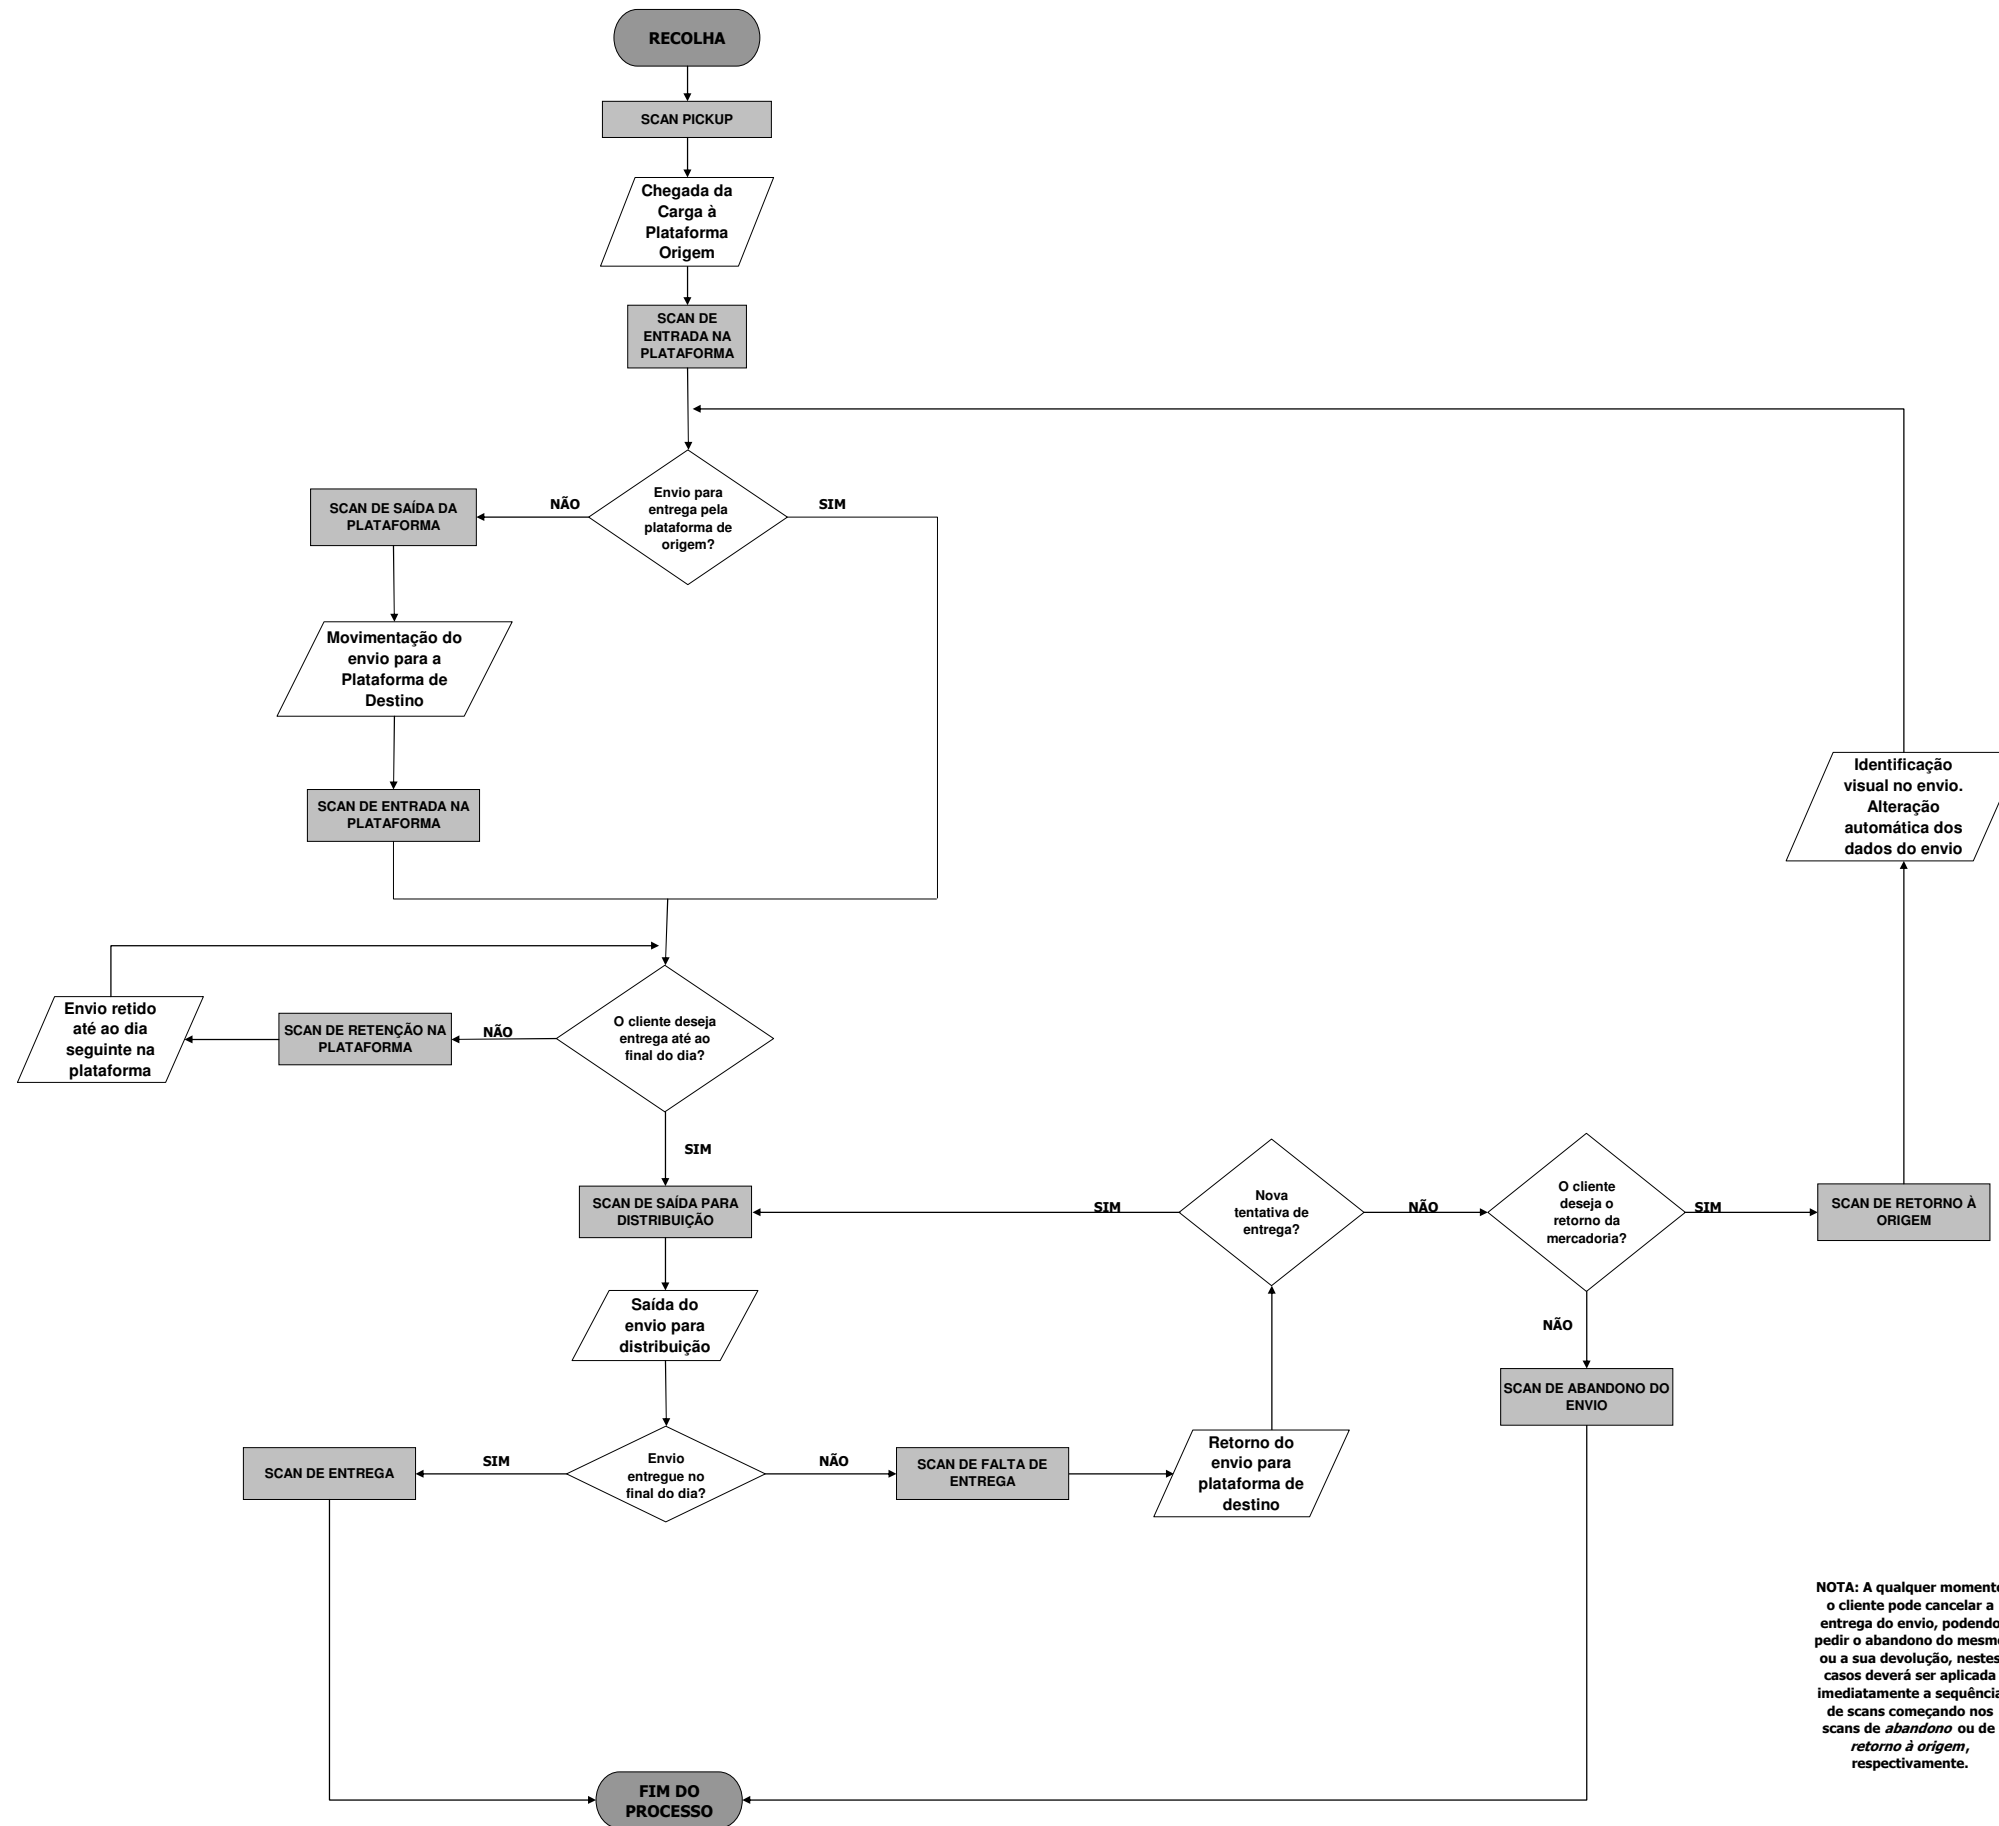 RECOLHA
SCAN PICKUP
Chegada da
Carga à
Plataforma
Origem
SCAN DE
ENTRADA NA
PLATAFORMA
Envio para
entrega pela
plataforma de
origem?
NÃO
SIM
SCAN DE SAÍDA DA
PLATAFORMA
Movimentação do
envio para a
Plataforma de
Destino
SCAN DE ENTRADA NA
PLATAFORMA
Identificação
visual no envio.
Alteração
automática dos
dados do envio
O cliente deseja
entrega até ao
final do dia?
NÃO
SCAN DE RETENÇÃO NA
PLATAFORMA
Envio retido
até ao dia
seguinte na
plataforma
SIM
SCAN DE SAÍDA PARA
DISTRIBUIÇÃO
SIM
Nova
tentativa de
entrega?
NÃO
O cliente
deseja o
retorno da
mercadoria?
SIM
SCAN DE RETORNO À
ORIGEM
Saída do
envio para
distribuição
NÃO
SCAN DE ABANDONO DO
ENVIO
SCAN DE ENTREGA
SIM
Envio
entregue no
final do dia?
NÃO
SCAN DE FALTA DE
ENTREGA
Retorno do
envio para
plataforma de
destino
NOTA: A qualquer momento
o cliente pode cancelar a
entrega do envio, podendo
pedir o abandono do mesmo
ou a sua devolução, nestes
casos deverá ser aplicada
imediatamente a sequência
de scans começando nos
scans de abandono ou de
retorno à origem,
respectivamente.
FIM DO
PROCESSO